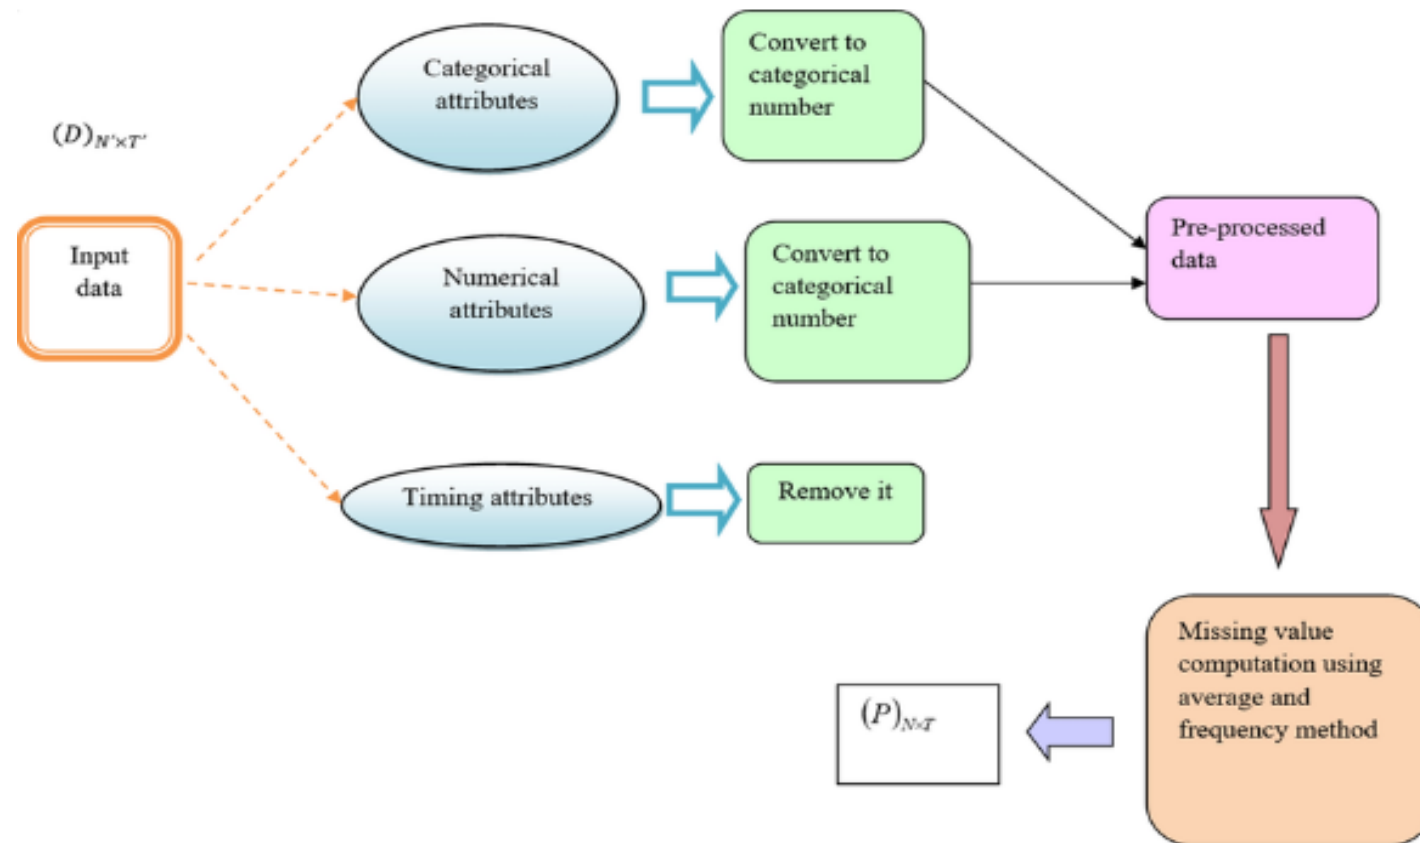 Categorical
attributes
Convert to
categorical
number
(D)N'×T'
Input
data
Numerical
attributes
Convert to
categorical
number
Pre-processed
data
Timing attributes
Remove it
Missing value
computation using
average and
frequency method
(P)N×T